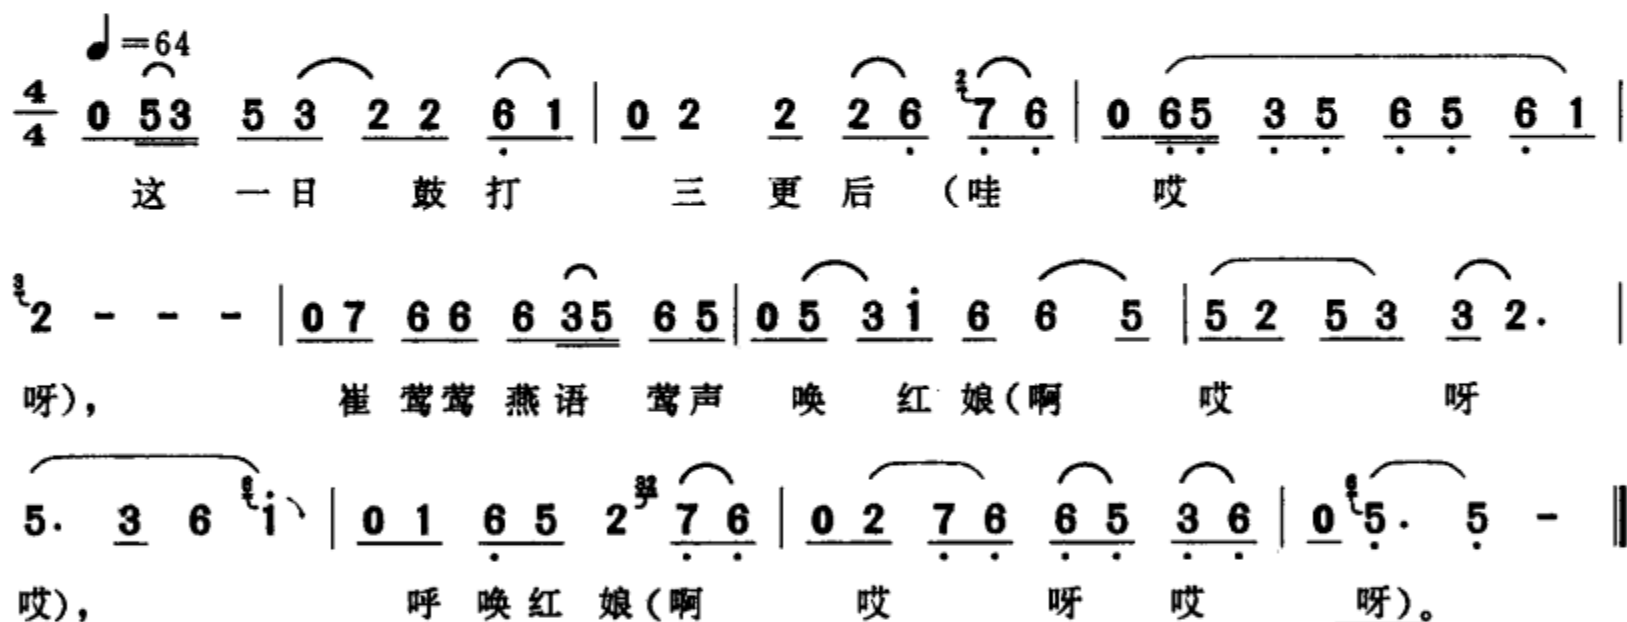 ♩=64
4/4 0 53 5 3 2 2 6 1 | 0 2 2 2 6 2 7 6 | 0 65 3 5 6 5 6 1 |
这 一 日 鼓 打 三 更 后 (哇 哎
3 2 - - - | 0 7 6 6 6 35 6 5 | 0 5 3 i 6 6 5 | 5 2 5 3 3 2. |
呀), 崔 莺 莺 燕 语 莺 声 唤 红 娘(啊 哎 呀
5. 3 6 6 i | 0 1 6 5 2 32 7 6 | 0 2 7 6 6 5 3 6 | 0 6 5. 5 - ‖
哎), 呼 唤 红 娘(啊 哎 呀 哎 呀)。